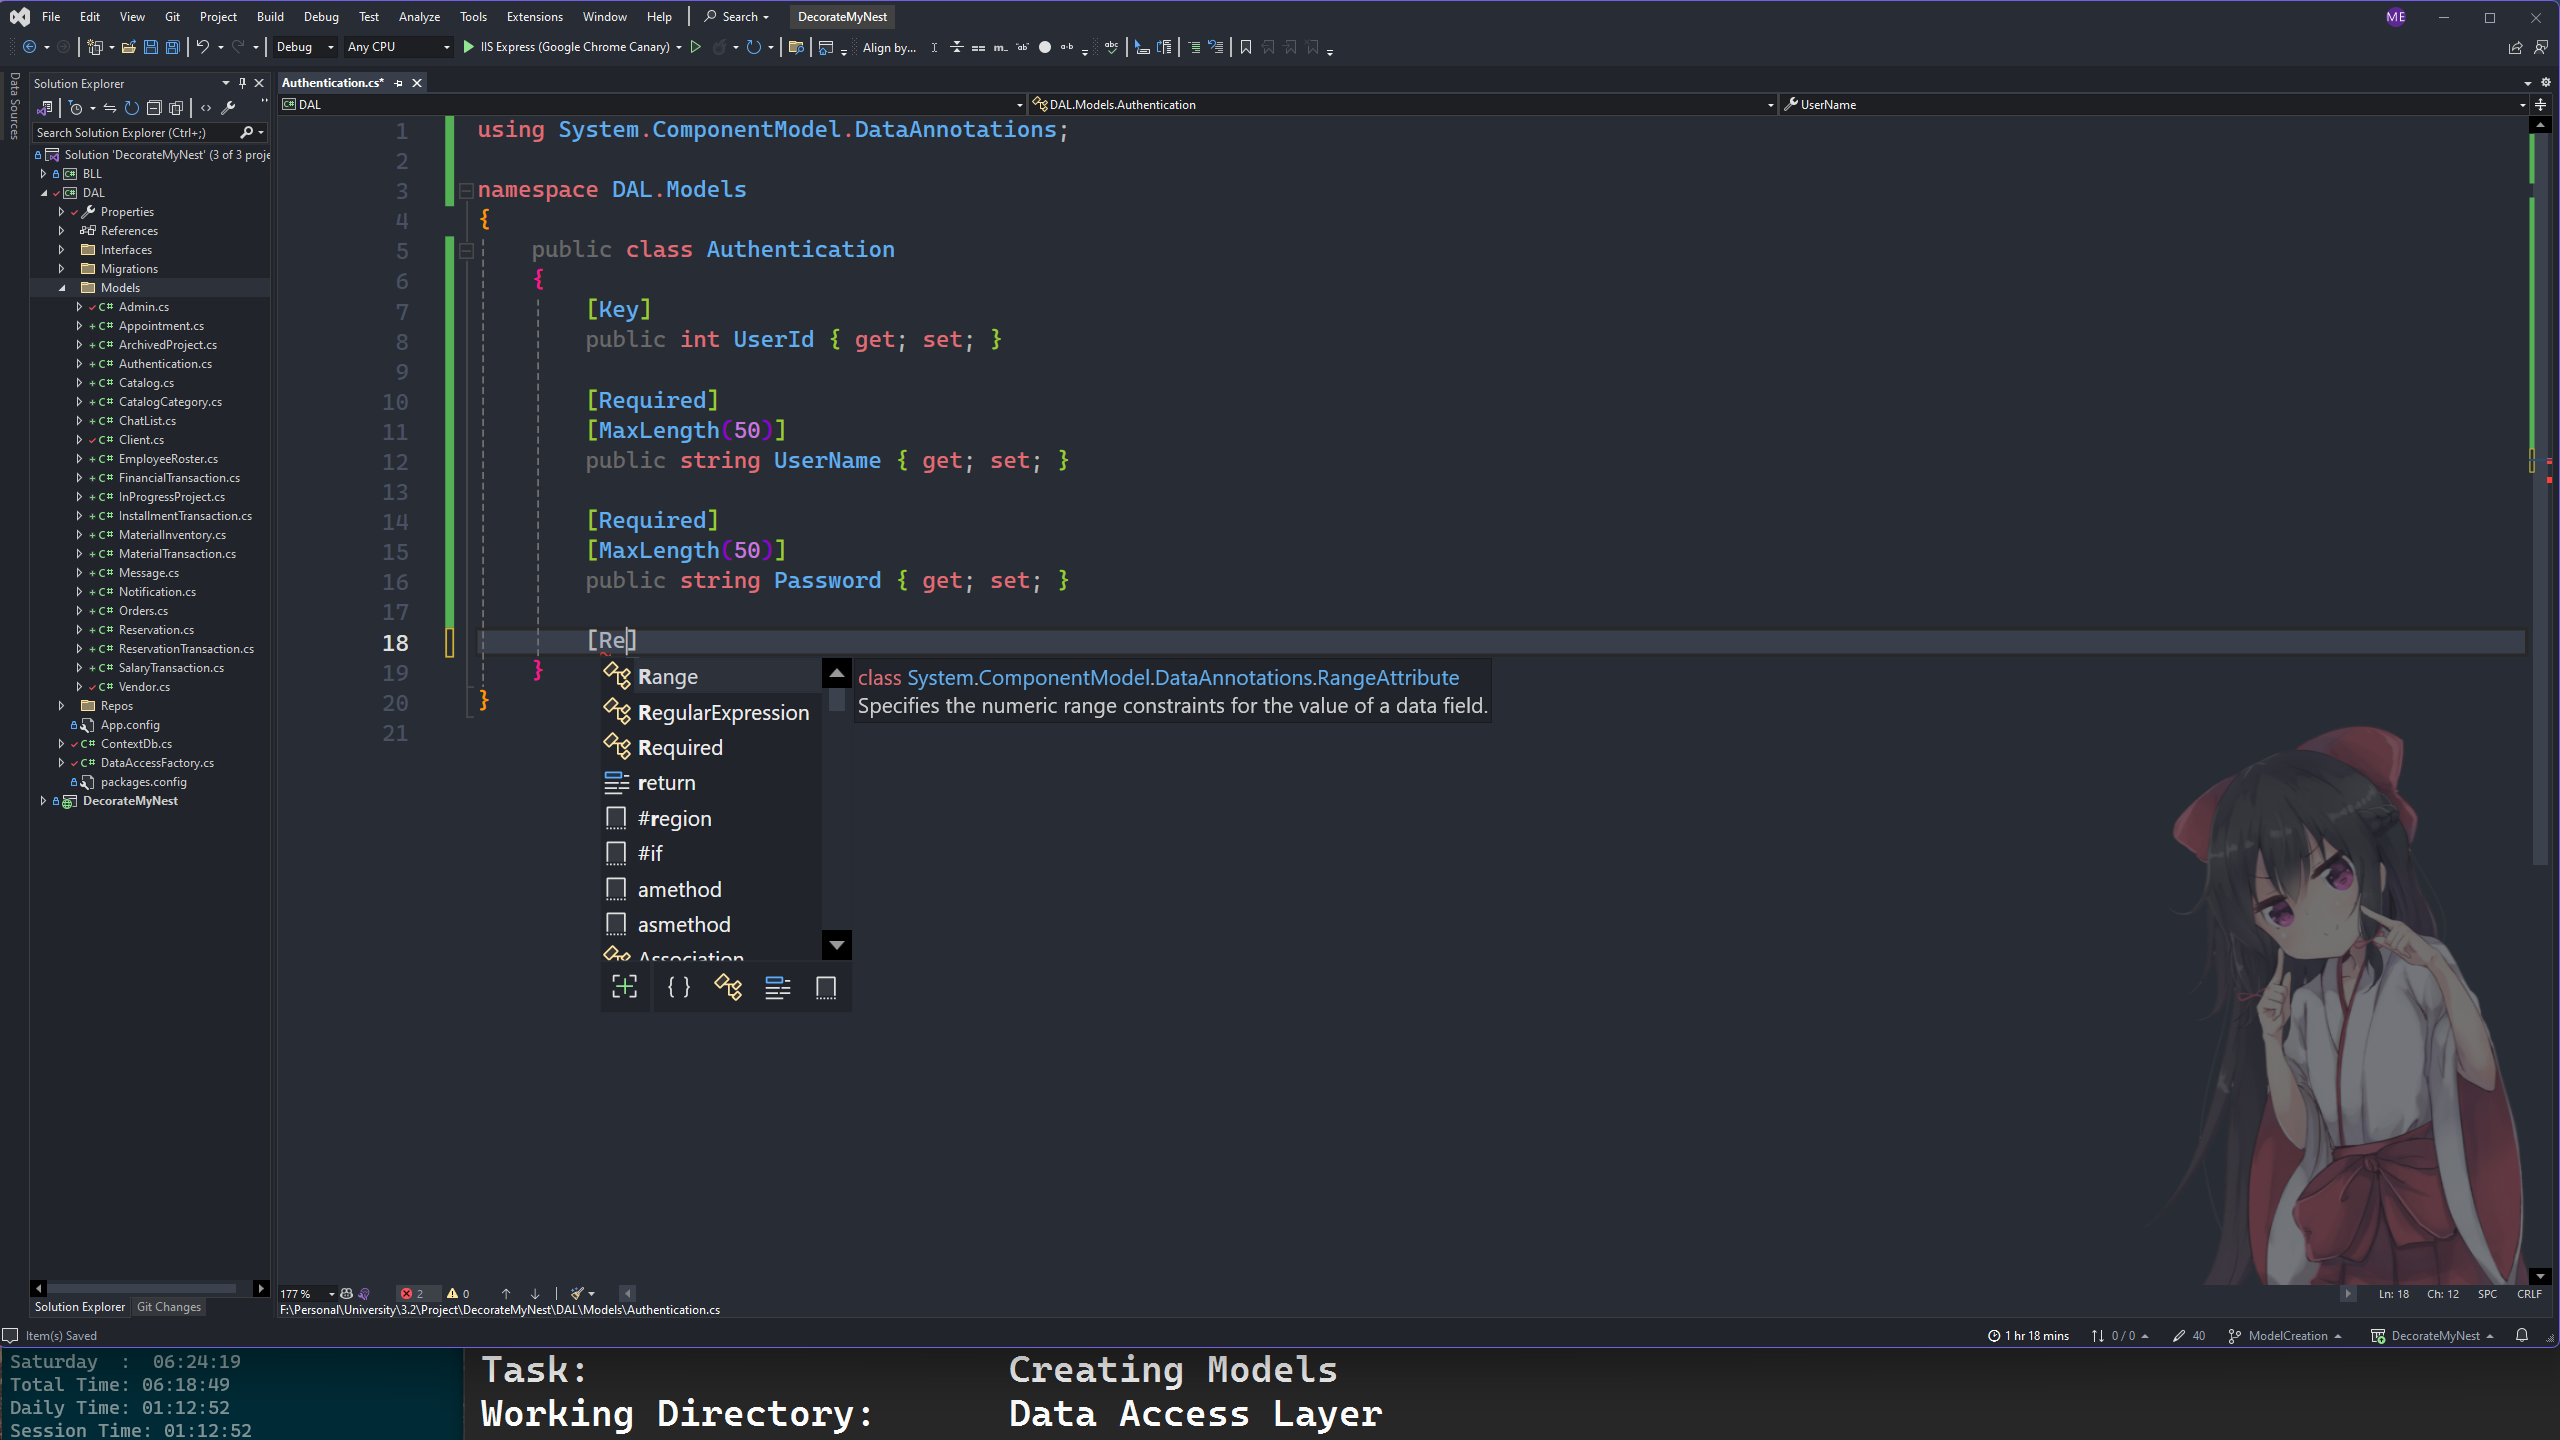 File Edit View Git Project Build Debug Test Analyze Tools Extensions Window Help Search DecorateMyNest ME
Debug Any CPU IIS Express (Google Chrome Canary) Align by...
Data Sources
Solution Explorer
Search Solution Explorer (Ctrl+;)
Solution 'DecorateMyNest' (3 of 3 proje
BLL
DAL
Properties
References
Interfaces
Migrations
Models
C# Admin.cs
C# Appointment.cs
C# ArchivedProject.cs
C# Authentication.cs
C# Catalog.cs
C# CatalogCategory.cs
C# ChatList.cs
C# Client.cs
C# EmployeeRoster.cs
C# FinancialTransaction.cs
C# InProgressProject.cs
C# InstallmentTransaction.cs
C# MaterialInventory.cs
C# MaterialTransaction.cs
C# Message.cs
C# Notification.cs
C# Orders.cs
C# Reservation.cs
C# ReservationTransaction.cs
C# SalaryTransaction.cs
C# Vendor.cs
Repos
App.config
C# ContextDb.cs
C# DataAccessFactory.cs
packages.config
DecorateMyNest
Solution Explorer Git Changes
Authentication.cs*
DAL DAL.Models.Authentication UserName
1 using System.ComponentModel.DataAnnotations;
2
3 namespace DAL.Models
4 {
5 public class Authentication
6 {
7 [Key]
8 public int UserId { get; set; }
9
10 [Required]
11 [MaxLength(50)]
12 public string UserName { get; set; }
13
14 [Required]
15 [MaxLength(50)]
16 public string Password { get; set; }
17
18 [Re]
19 }
20 }
21
Range
RegularExpression
Required
return
#region
#if
amethod
asmethod
Association
class System.ComponentModel.DataAnnotations.RangeAttribute
Specifies the numeric range constraints for the value of a data field.
177 % 2 0 Ln: 18 Ch: 12 SPC CRLF
F:\Personal\University\3.2\Project\DecorateMyNest\DAL\Models\Authentication.cs
Item(s) Saved 1 hr 18 mins 0 / 0 40 ModelCreation DecorateMyNest
Saturday : 06:24:19
Total Time: 06:18:49
Daily Time: 01:12:52
Session Time: 01:12:52
Task: Creating Models
Working Directory: Data Access Layer